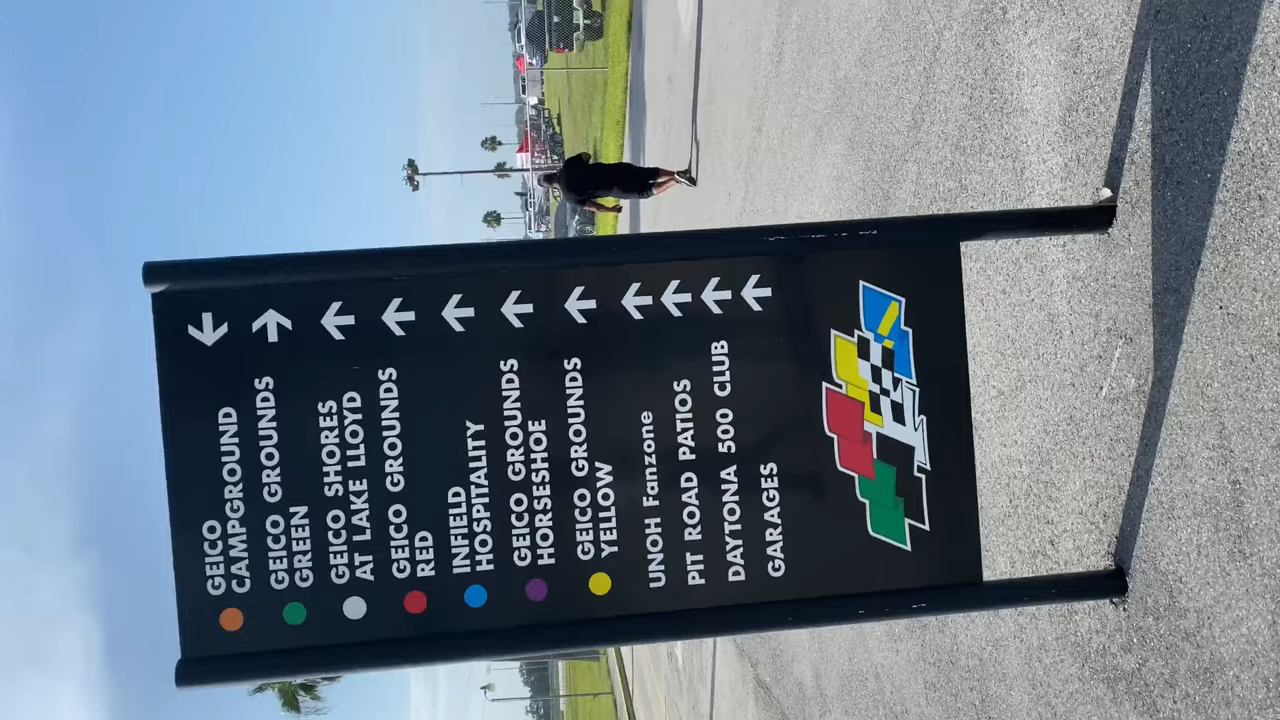 GEICO
CAMPGROUND
GEICO GROUNDS
GREEN
GEICO SHORES
AT LAKE LLOYD
GEICO GROUNDS
RED
INFIELD
HOSPITALITY
GEICO GROUNDS
HORSESHOE
GEICO GROUNDS
YELLOW
UNOH Fanzone
PIT ROAD PATIOS
DAYTONA 500 CLUB
GARAGES